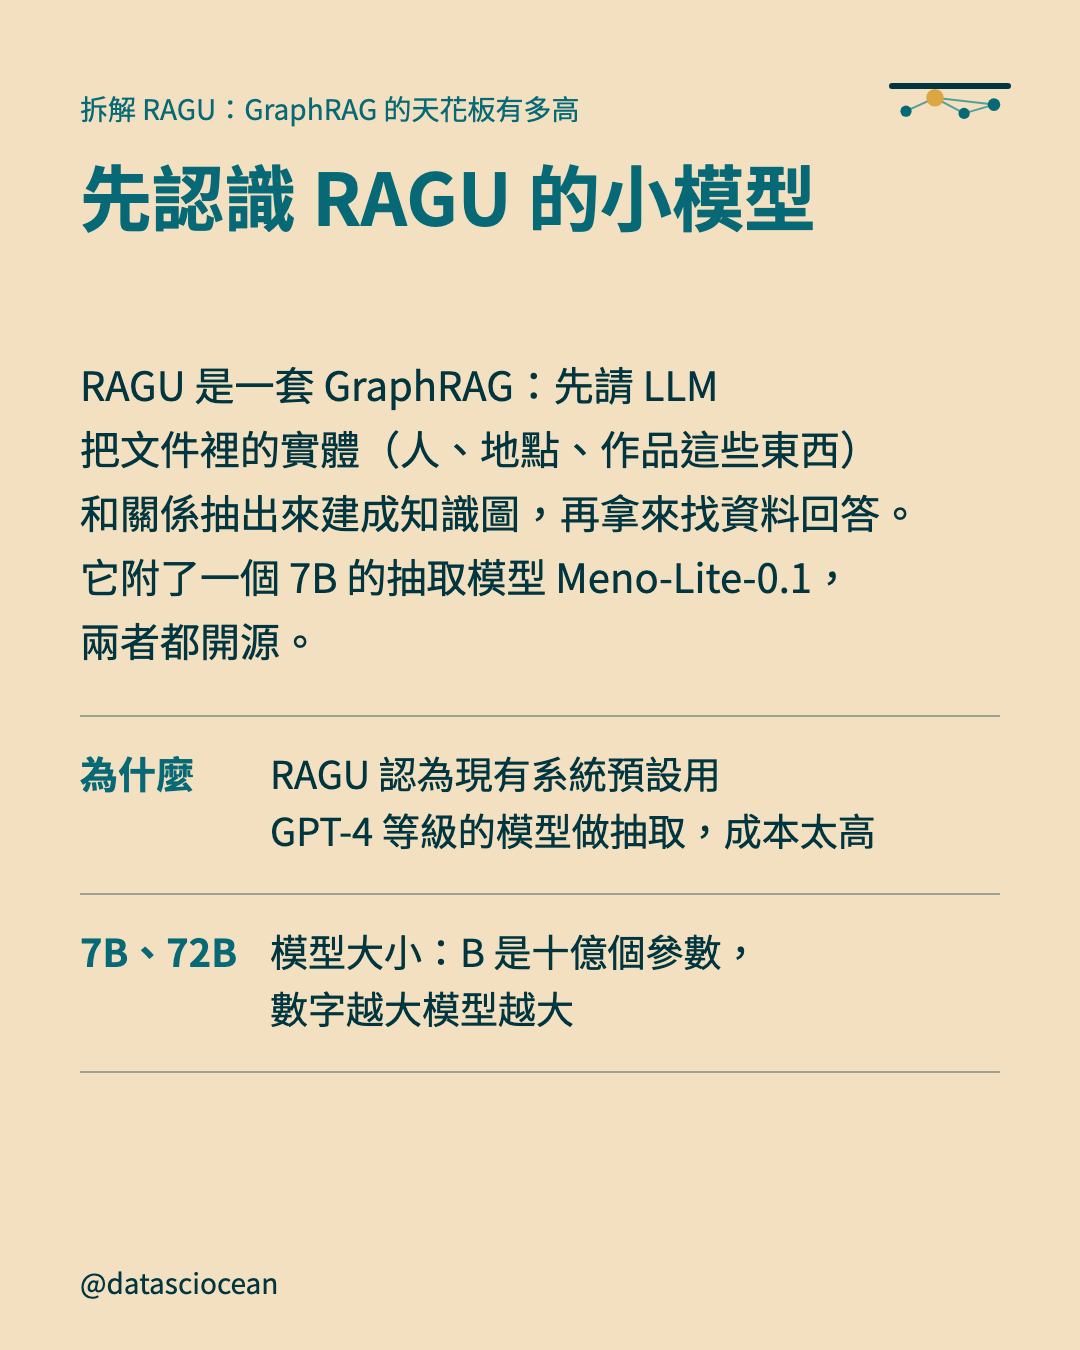 拆解 RAGU：GraphRAG 的天花板有多高
先認識 RAGU 的小模型
RAGU 是一套 GraphRAG：先請 LLM
把文件裡的實體（人、地點、作品這些東西）
和關係抽出來建成知識圖，再拿來找資料回答。
它附了一個 7B 的抽取模型 Meno-Lite-0.1，
兩者都開源。
為什麼 RAGU 認為現有系統預設用
GPT-4 等級的模型做抽取，成本太高
7B、72B 模型大小：B 是十億個參數，
數字越大模型越大
@datasciocean